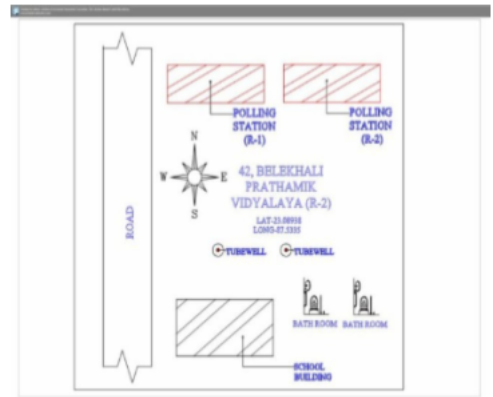 POLLING
STATION
(R-1)
POLLING
STATION
(R-2)
N
W
E
S
42, BELEKHALI
PRATHAMIK
VIDYALAYA (R-2)
ROAD
TUBEWELL
TUBEWELL
BATH ROOM
BATH ROOM
SCHOOL
BUILDING